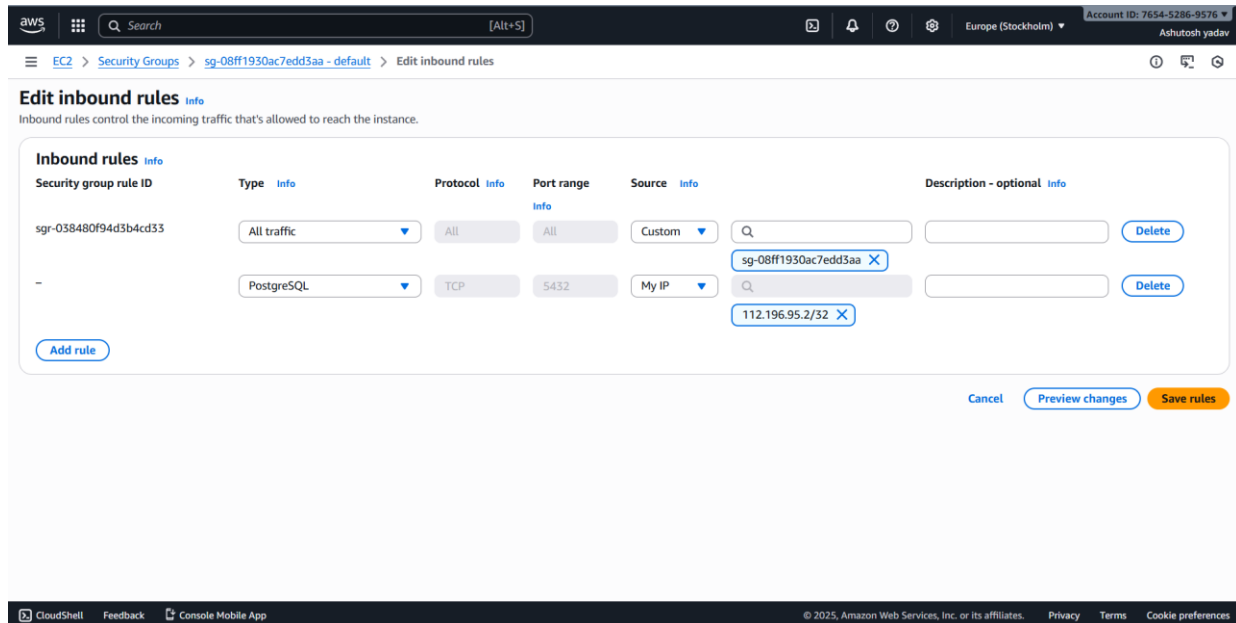 aws
Search [Alt+S]
Europe (Stockholm)
Account ID: 7654-5286-9576
Ashutosh yadav
EC2 > Security Groups > sg-08ff1930ac7edd3aa - default > Edit inbound rules
Edit inbound rules Info
Inbound rules control the incoming traffic that's allowed to reach the instance.
Inbound rules Info
Security group rule ID Type Info Protocol Info Port range Source Info Description - optional Info
Info
sgr-038480f94d3b4cd33 All traffic All All Custom Delete
sg-08ff1930ac7edd3aa
– PostgreSQL TCP 5432 My IP Delete
112.196.95.2/32
Add rule
Cancel Preview changes Save rules
CloudShell Feedback Console Mobile App © 2025, Amazon Web Services, Inc. or its affiliates. Privacy Terms Cookie preferences